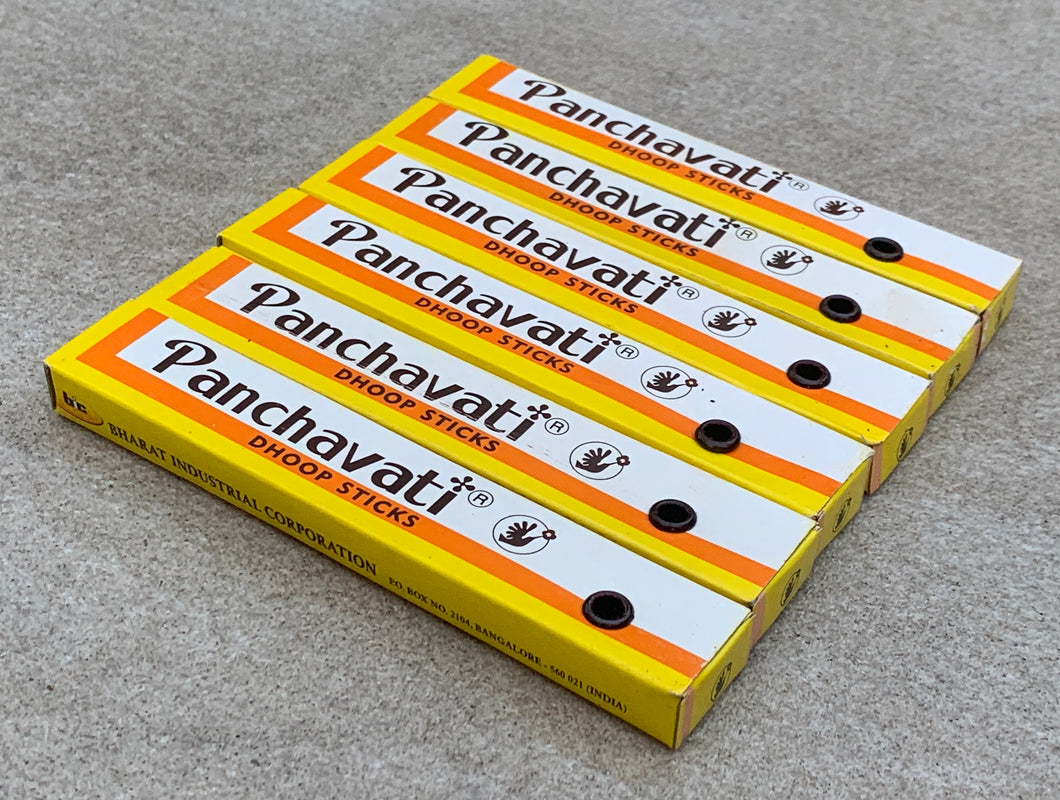 Panchavati ®
DHOOP STICKS
Panchavati ®
DHOOP STICKS
Panchavati ®
DHOOP STICKS
Panchavati ®
DHOOP STICKS
Panchavati ®
DHOOP STICKS
Panchavati ®
DHOOP STICKS
bic
BHARAT INDUSTRIAL CORPORATION
P.O. BOX NO. 2104, BANGALORE - 560 021 (INDIA)